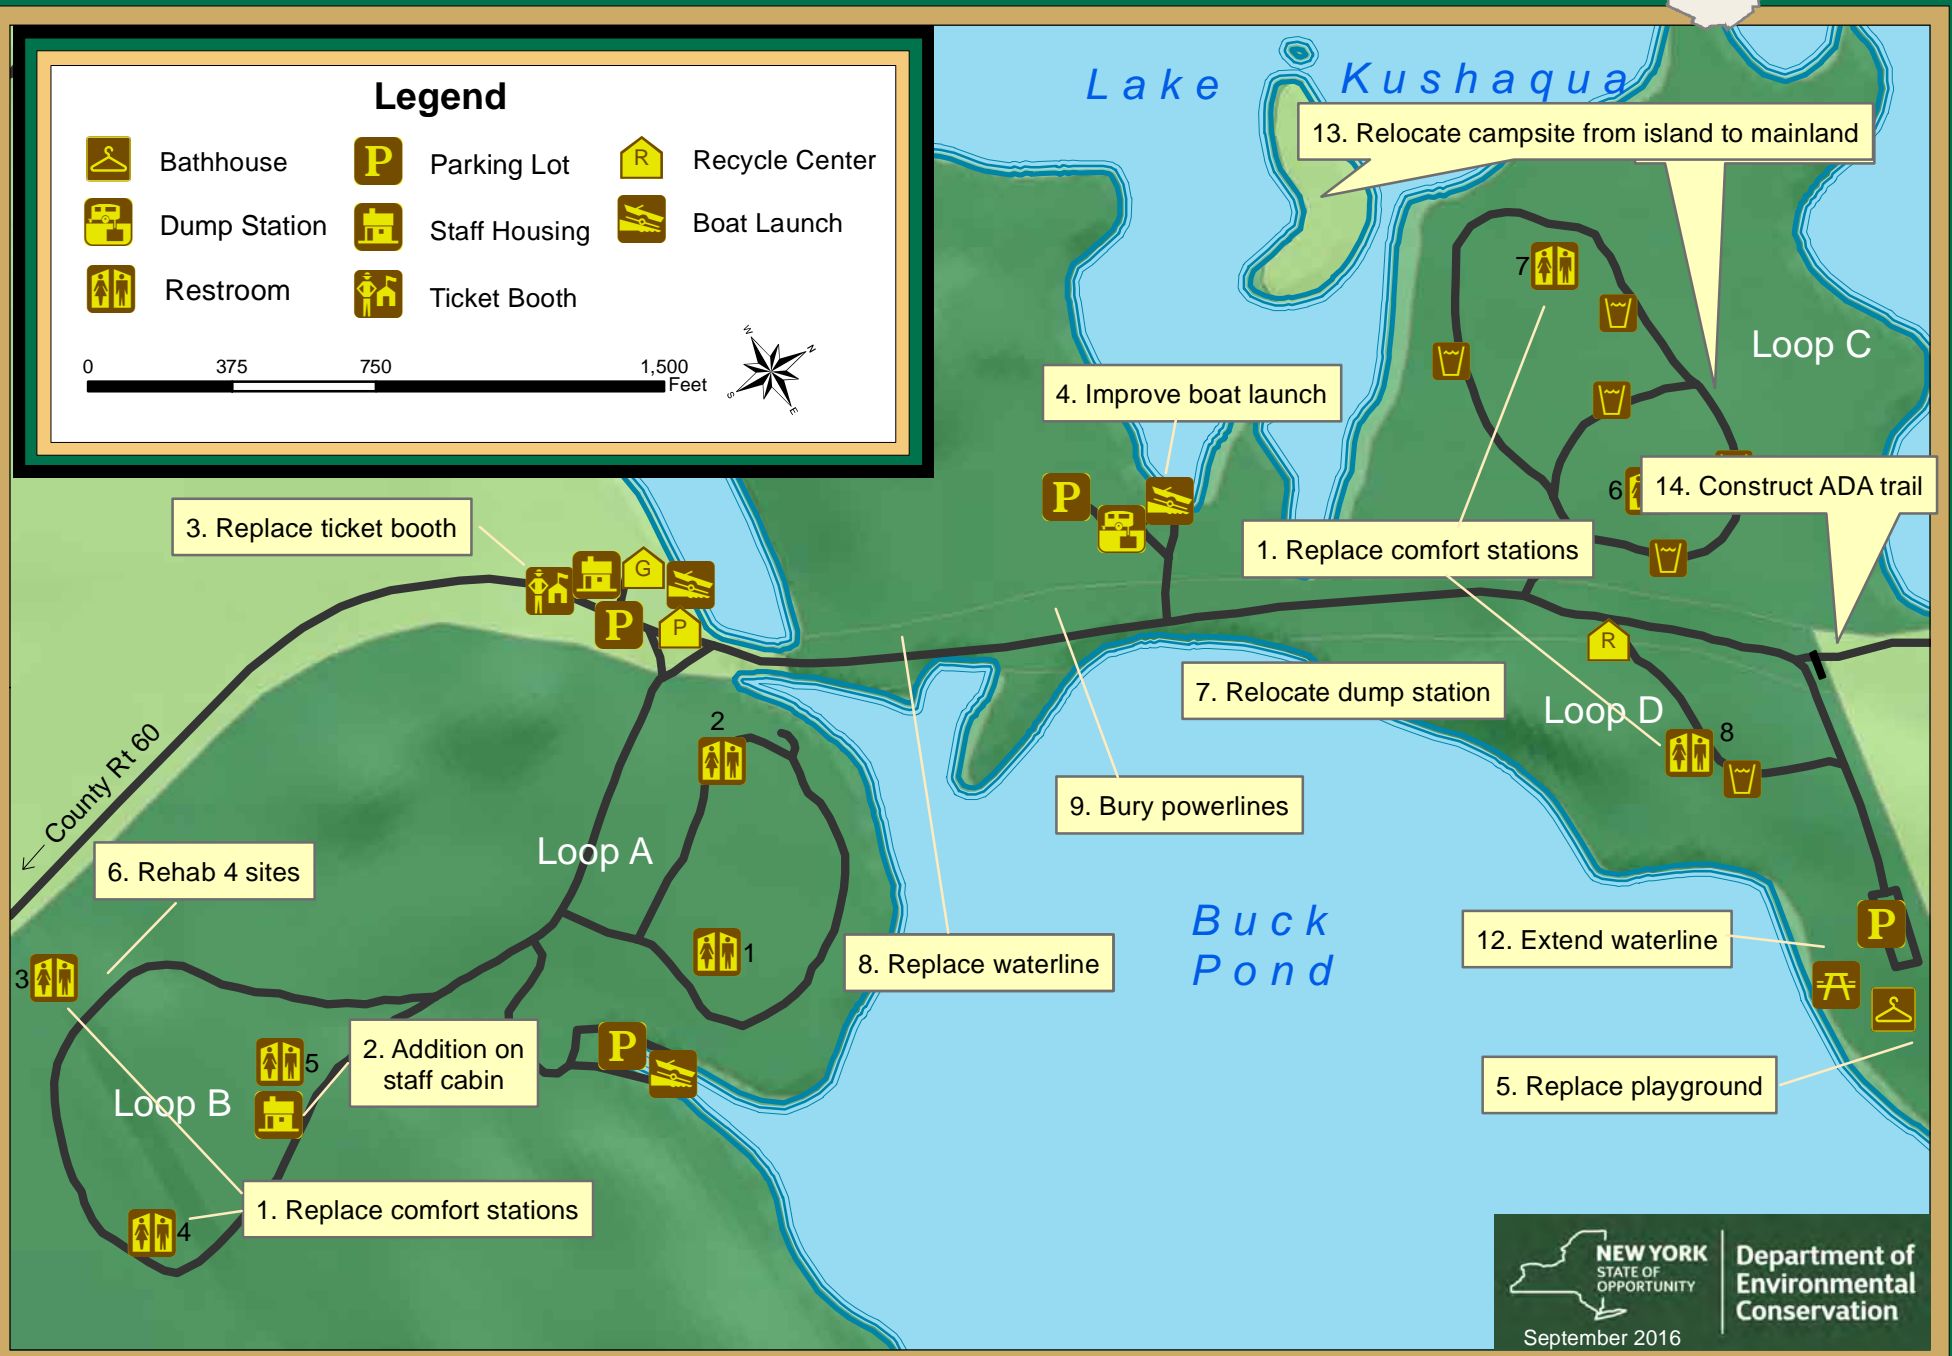 Legend
Bathhouse
Dump Station
Restroom
P
Parking Lot
Staff Housing
Ticket Booth
R
Recycle Center
Boat Launch
0 375 750 1,500
Feet
W
N
S
E
Lake Kushaqua
13. Relocate campsite from island to mainland
7
Loop C
4. Improve boat launch
P
6
14. Construct ADA trail
3. Replace ticket booth
1. Replace comfort stations
G
P
P
R
7. Relocate dump station
Loop D
8
2
County Rt 60
9. Bury powerlines
Loop A
6. Rehab 4 sites
Buck
Pond
P
12. Extend waterline
1
8. Replace waterline
3
2. Addition on
staff cabin
P
5
5. Replace playground
Loop B
1. Replace comfort stations
4
NEW YORK
STATE OF
OPPORTUNITY
Department of
Environmental
Conservation
September 2016